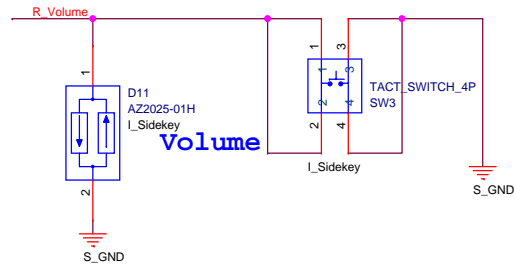 R_Volume
1
D11
AZ2025-01H
I_Sidekey
2
S_GND
Volume
1
3
1
3
2
4
2
4
TACT_SWITCH_4P
SW3
I_Sidekey
S_GND